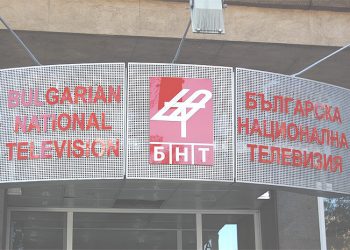 BULGARIAN
NATIONAL
TELEVISION
БНТ
БЪЛГАРСКА
НАЦИОНАЛНА
ТЕЛЕВИЗИЯ